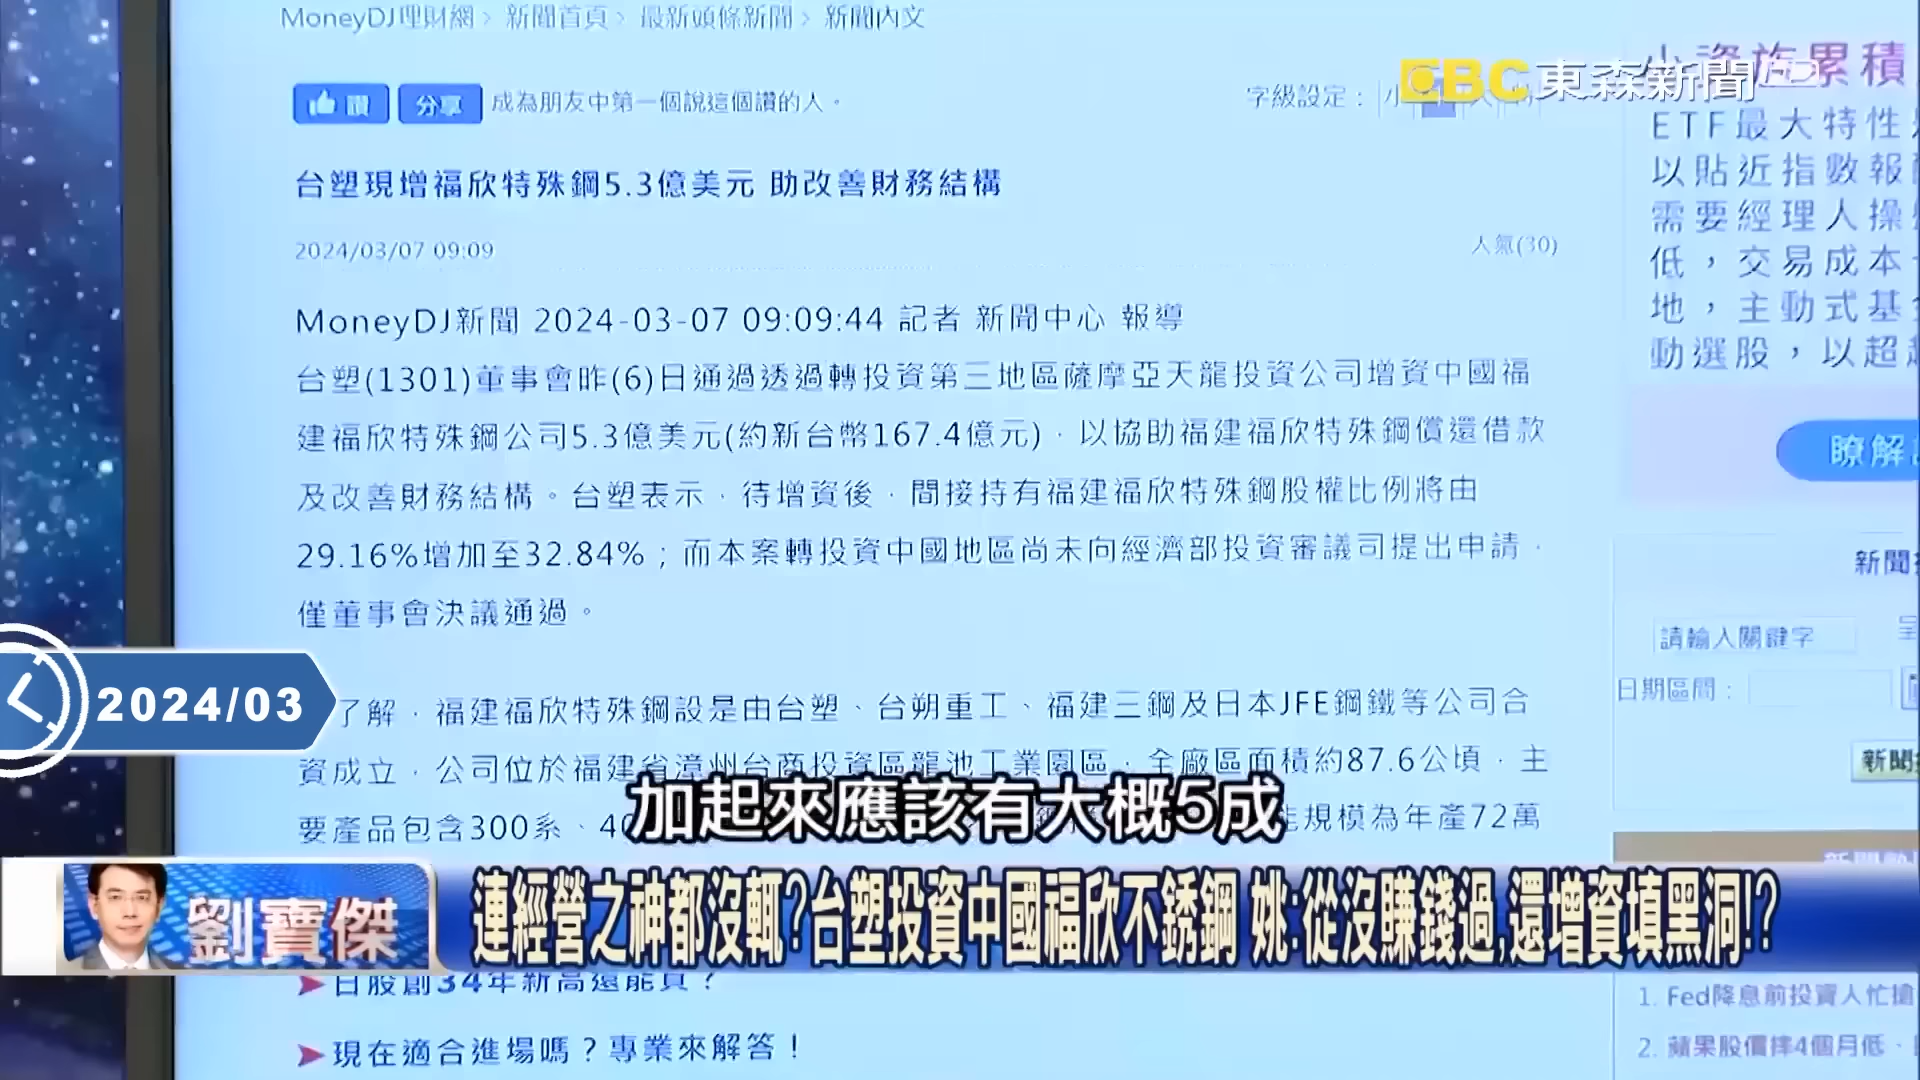 MoneyDJ理財網 > 新聞首頁 > 最新頭條新聞 > 新聞內文
讚 分享 成為朋友中第一個說這個讚的人。
字級設定：小
EBC 東森新聞
台塑現增福欣特殊鋼5.3億美元 助改善財務結構
2024/03/07 09:09
人氣(30)
MoneyDJ新聞 2024-03-07 09:09:44 記者 新聞中心 報導
台塑(1301)董事會昨(6)日通過透過轉投資第三地區薩摩亞天龍投資公司增資中國福
建福欣特殊鋼公司5.3億美元(約新台幣167.4億元)，以協助福建福欣特殊鋼償還借款
及改善財務結構。台塑表示，待增資後，間接持有福建福欣特殊鋼股權比例將由
29.16%增加至32.84%；而本案轉投資中國地區尚未向經濟部投資審議司提出申請，
僅董事會決議通過。
了解，福建福欣特殊鋼設是由台塑、台朔重工、福建三鋼及日本JFE鋼鐵等公司合
資成立，公司位於福建省漳州台商投資區龍池工業園區，全廠區面積約87.6公頃，主
要產品包含300系、40
能規模為年產72萬
小資族累積
ETF最大特性
以貼近指數報
需要經理人操
低，交易成本
地，主動式基
動選股，以超
瞭解
新聞
請輸入關鍵字
日期區間：
新聞
2024/03
加起來應該有大概5成
劉寶傑
連經營之神都沒輒？台塑投資中國福欣不銹鋼 姚：從沒賺錢過，還增資填黑洞！？
➤日股創34年新高還能買？
➤現在適合進場嗎？專業來解答！
1. Fed降息前投資人忙搶
2. 蘋果股價摔4個月低、